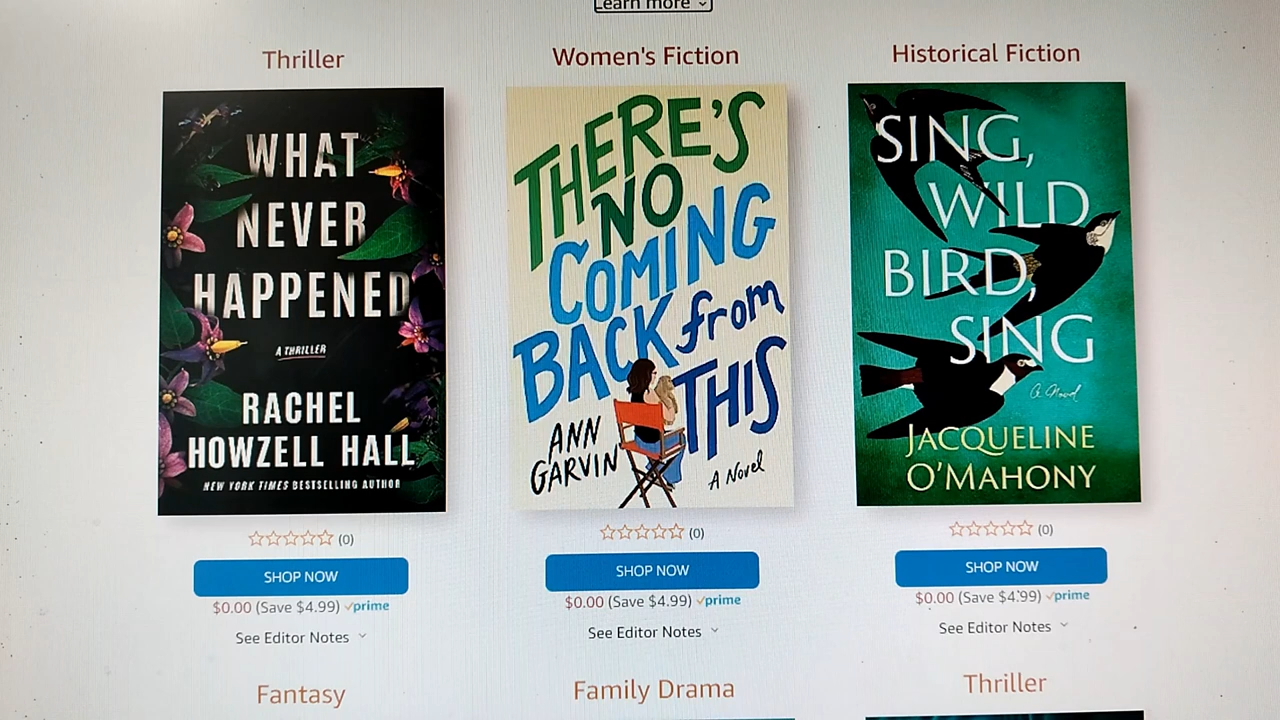 Learn more
Thriller
Women's Fiction
Historical Fiction
WHAT
NEVER
HAPPENED
A THRILLER
RACHEL
HOWZELL HALL
NEW YORK TIMES BESTSELLING AUTHOR
THERE'S
NO
COMING
BACK from
THIS
ANN
GARVIN
A Novel
SING,
WILD
BIRD,
SING
a Novel
JACQUELINE
O'MAHONY
(0)
SHOP NOW
$0.00 (Save $4.99) prime
See Editor Notes
(0)
SHOP NOW
$0.00 (Save $4.99) prime
See Editor Notes
(0)
SHOP NOW
$0.00 (Save $4.99) prime
See Editor Notes
Fantasy
Family Drama
Thriller